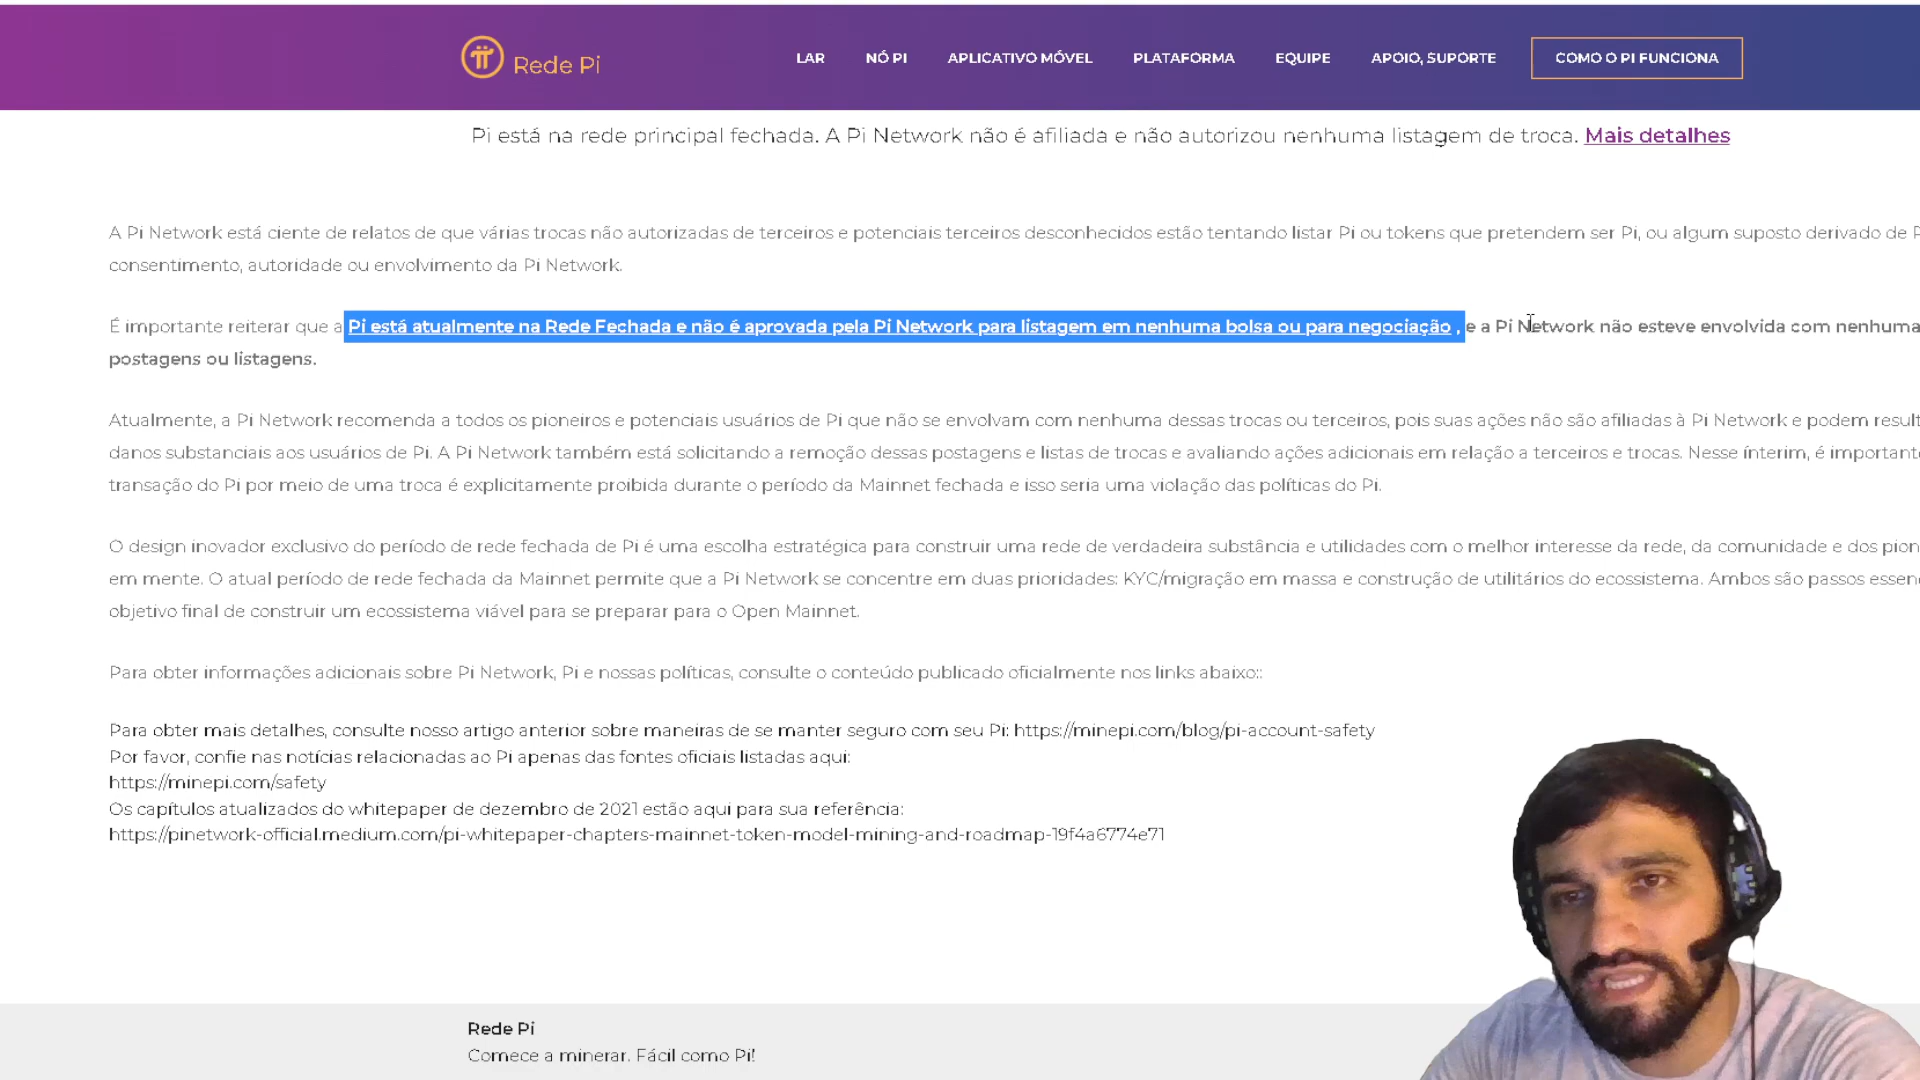 Rede Pi
LAR
NÓ PI
APLICATIVO MÓVEL
PLATAFORMA
EQUIPE
APOIO, SUPORTE
COMO O PI FUNCIONA
Pi está na rede principal fechada. A Pi Network não é afiliada e não autorizou nenhuma listagem de troca. Mais detalhes
A Pi Network está ciente de relatos de que várias trocas não autorizadas de terceiros e potenciais terceiros desconhecidos estão tentando listar Pi ou tokens que pretendem ser Pi, ou algum suposto derivado de
consentimento, autoridade ou envolvimento da Pi Network.
É importante reiterar que a Pi está atualmente na Rede Fechada e não é aprovada pela Pi Network para listagem em nenhuma bolsa ou para negociação , e a Pi Network não esteve envolvida com nenhuma
postagens ou listagens.
Atualmente, a Pi Network recomenda a todos os pioneiros e potenciais usuários de Pi que não se envolvam com nenhuma dessas trocas ou terceiros, pois suas ações não são afiliadas à Pi Network e podem result
danos substanciais aos usuários de Pi. A Pi Network também está solicitando a remoção dessas postagens e listas de trocas e avaliando ações adicionais em relação a terceiros e trocas. Nesse ínterim, é important
transação do Pi por meio de uma troca é explicitamente proibida durante o período da Mainnet fechada e isso seria uma violação das políticas do Pi.
O design inovador exclusivo do período de rede fechada de Pi é uma escolha estratégica para construir uma rede de verdadeira substância e utilidades com o melhor interesse da rede, da comunidade e dos pion
em mente. O atual período de rede fechada da Mainnet permite que a Pi Network se concentre em duas prioridades: KYC/migração em massa e construção de utilitários do ecossistema. Ambos são passos essen
objetivo final de construir um ecossistema viável para se preparar para o Open Mainnet.
Para obter informações adicionais sobre Pi Network, Pi e nossas políticas, consulte o conteúdo publicado oficialmente nos links abaixo::
Para obter mais detalhes, consulte nosso artigo anterior sobre maneiras de se manter seguro com seu Pi: https://minepi.com/blog/pi-account-safety
Por favor, confie nas notícias relacionadas ao Pi apenas das fontes oficiais listadas aqui:
https://minepi.com/safety
Os capítulos atualizados do whitepaper de dezembro de 2021 estão aqui para sua referência:
https://pinetwork-official.medium.com/pi-whitepaper-chapters-mainnet-token-model-mining-and-roadmap-19f4a6774e71
Rede Pi
Comece a minerar. Fácil como Pi!